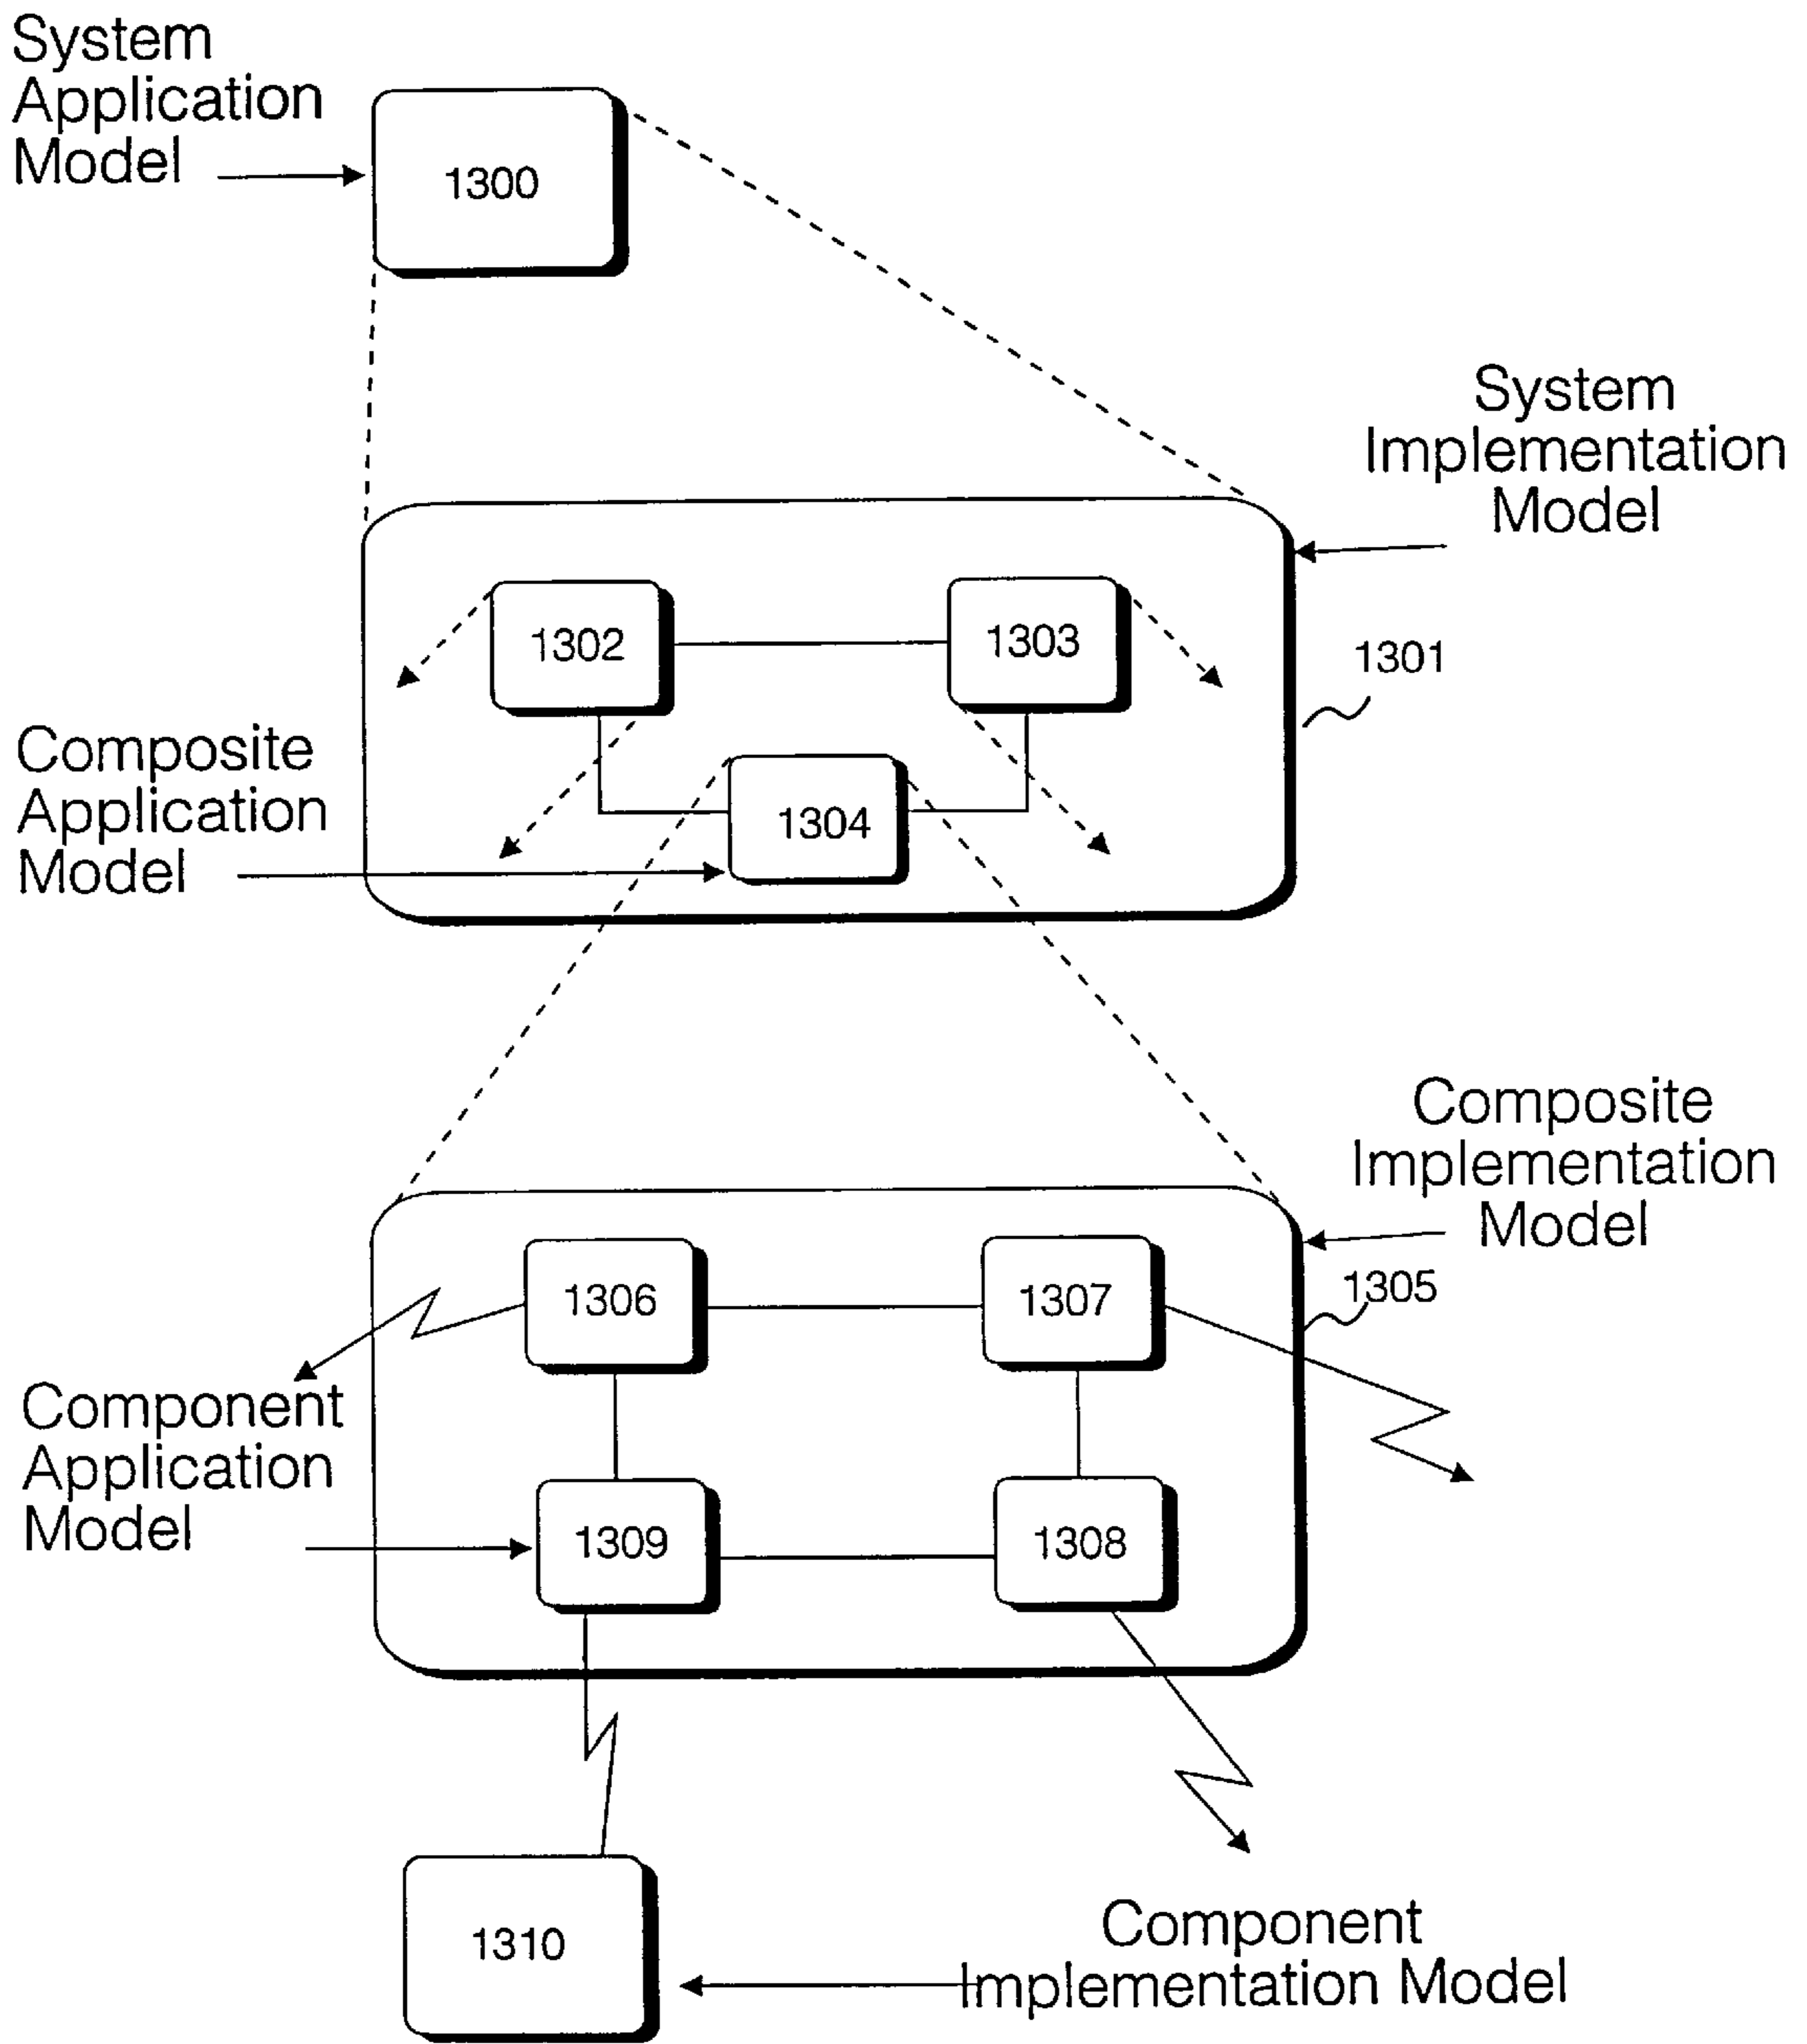 System
Application
Model
1300
System
Implementation
Model
1302
1303
1301
Composite
Application
Model
1304
Composite
Implementation
Model
1306
1307
1305
Component
Application
Model
1309
1308
1310
Component
Implementation Model